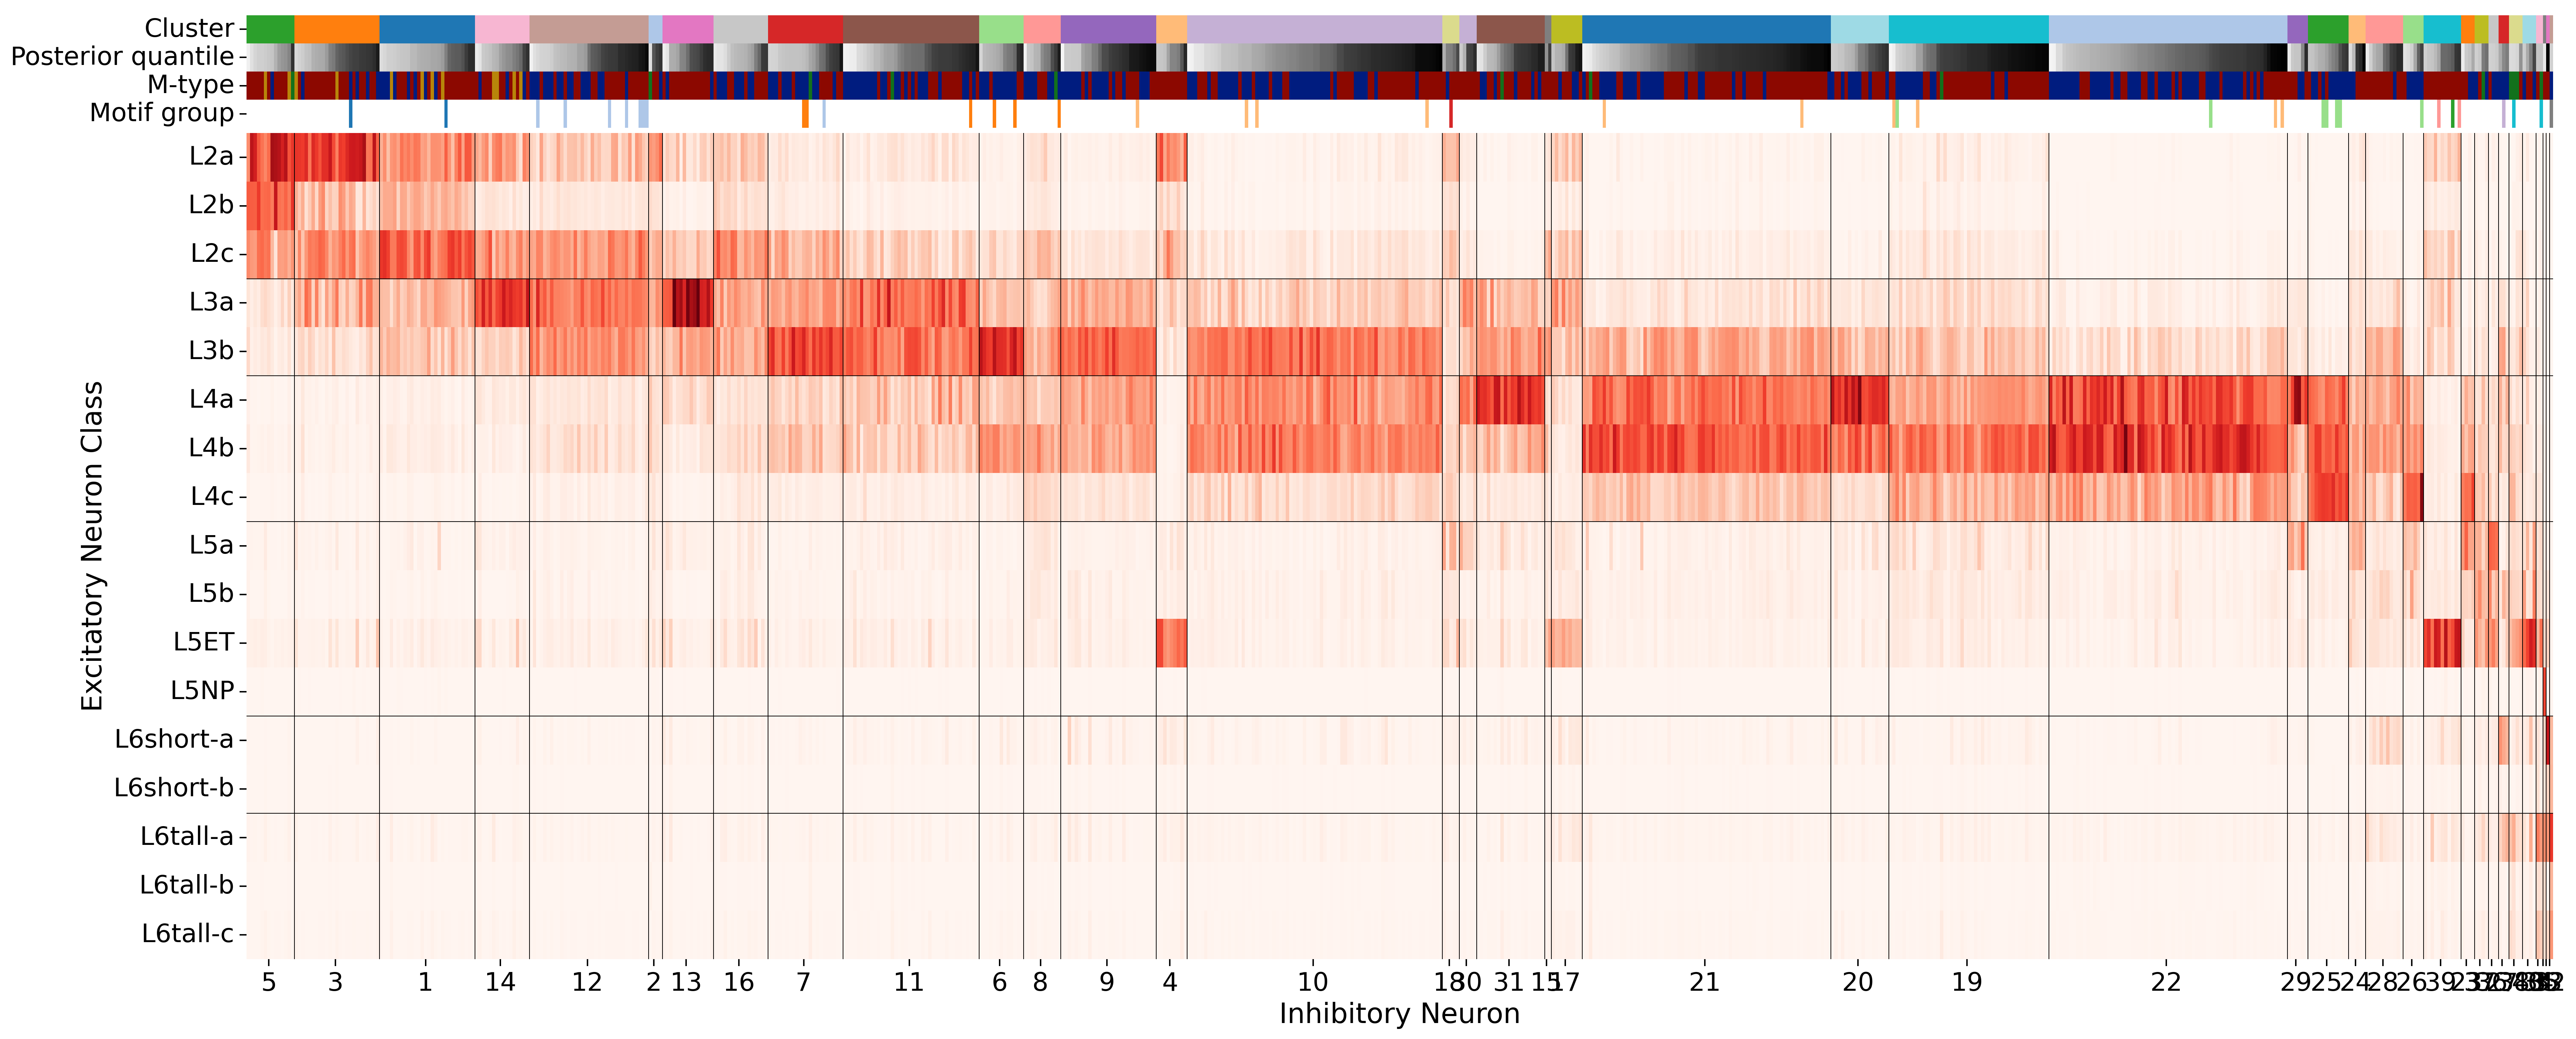 Cluster
Posterior quantile
M-type
Motif group
L2a
L2b
L2c
L3a
L3b
L4a
L4b
L4c
L5a
L5b
L5ET
L5NP
L6short-a
L6short-b
L6tall-a
L6tall-b
L6tall-c
Excitatory Neuron Class
5 3 1 14 12 2 13 16 7 11 6 8 9 4 10 18 30 31 15 17 21 20 19 22 29 25 24 28 26 39
Inhibitory Neuron